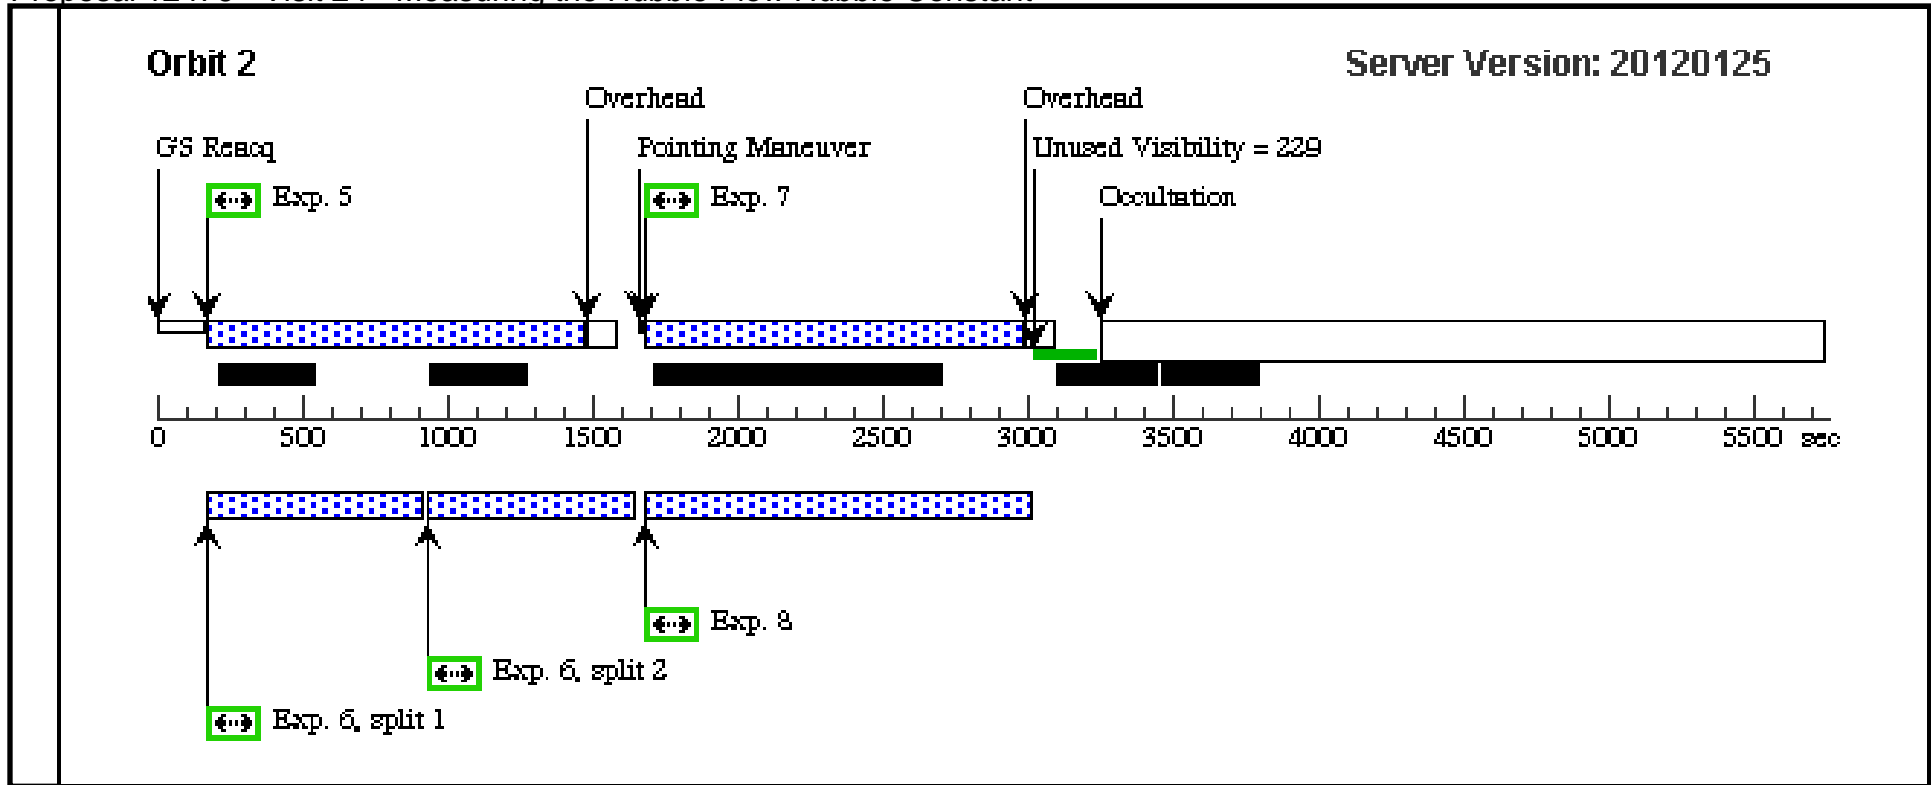 Orbit 2
Server Version: 20120125
Overhead
Overhead
GS Reacq
Pointing Maneuver
Unused Visibility = 229
Exp. 5
Exp. 7
Occultation
0 500 1000 1500 2000 2500 3000 3500 4000 4500 5000 5500 sec
Exp. 8
Exp. 6, split 2
Exp. 6, split 1